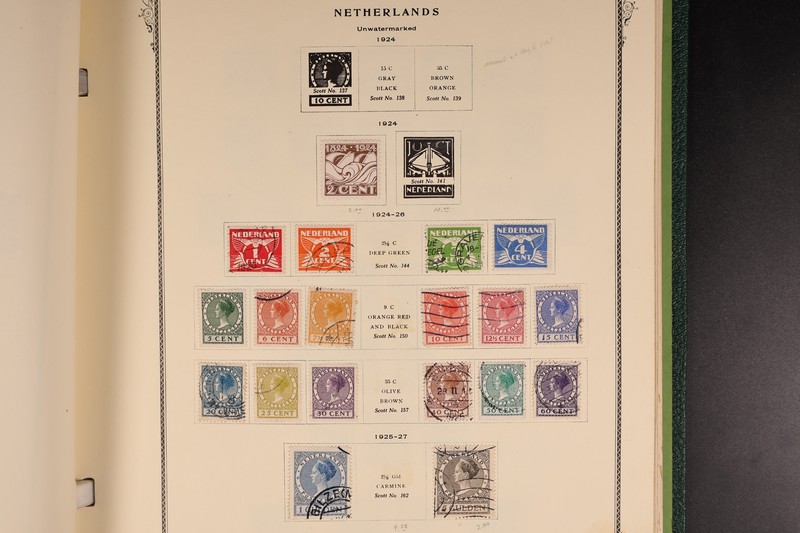 NETHERLANDS
Unwatermarked
1924
Scott No. 137
10 CENT
15 C
GRAY
BLACK
Scott No. 138
35 C
BROWN
ORANGE
Scott No. 139
1924
1824 1924
2 CENT
10 CT
Scott No. 141
NEDERLAND
1924-26
NEDERLAND
1
CENT
NEDERLAND
2
CENT
2½ C
DEEP GREEN
Scott No. 144
NEDERLAND
4
CENT
5 CENT
6 CENT
9 C
ORANGE RED
AND BLACK
Scott No. 150
10 CENT
12½ CENT
15 CENT
20 CENT
25 CENT
30 CENT
35 C
OLIVE
BROWN
Scott No. 157
40 CENT
50 CENT
60 CENT
1925-27
2½ Gld
CARMINE
Scott No. 162
GILZE
GULDEN